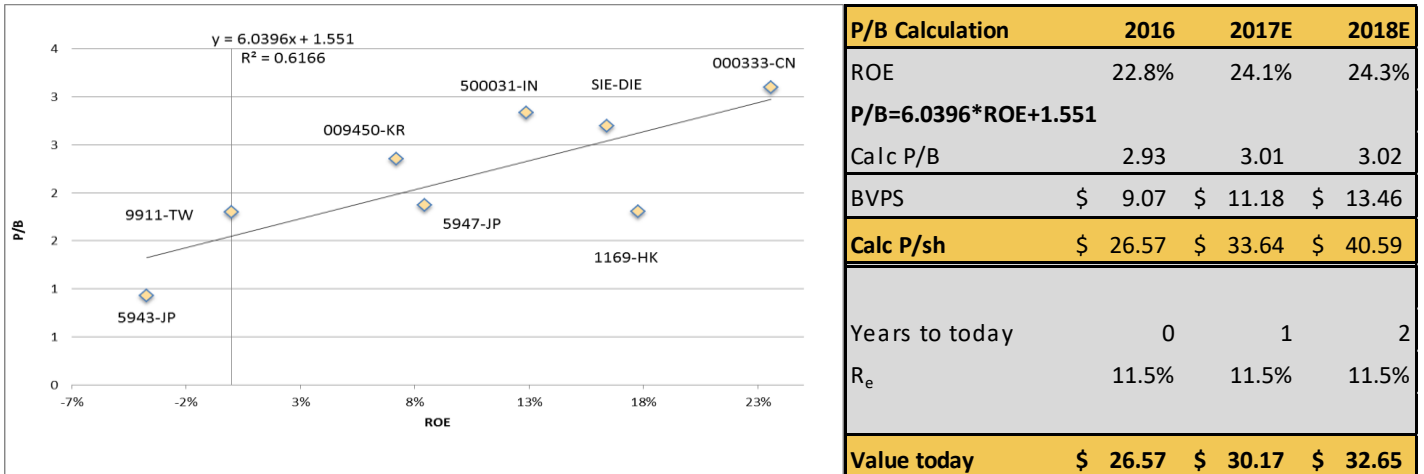 y = 6.0396x + 1.551
R² = 0.6166
000333-CN
500031-IN
SIE-DIE
009450-KR
9911-TW
5947-JP
1169-HK
5943-JP
P/B
4
3
3
2
2
1
1
0
-7% -2% 3% 8% 13% 18% 23%
ROE
P/B Calculation 2016 2017E 2018E
ROE 22.8% 24.1% 24.3%
P/B=6.0396*ROE+1.551
Calc P/B 2.93 3.01 3.02
BVPS $ 9.07 $ 11.18 $ 13.46
Calc P/sh $ 26.57 $ 33.64 $ 40.59
Years to today 0 1 2
Re 11.5% 11.5% 11.5%
Value today $ 26.57 $ 30.17 $ 32.65